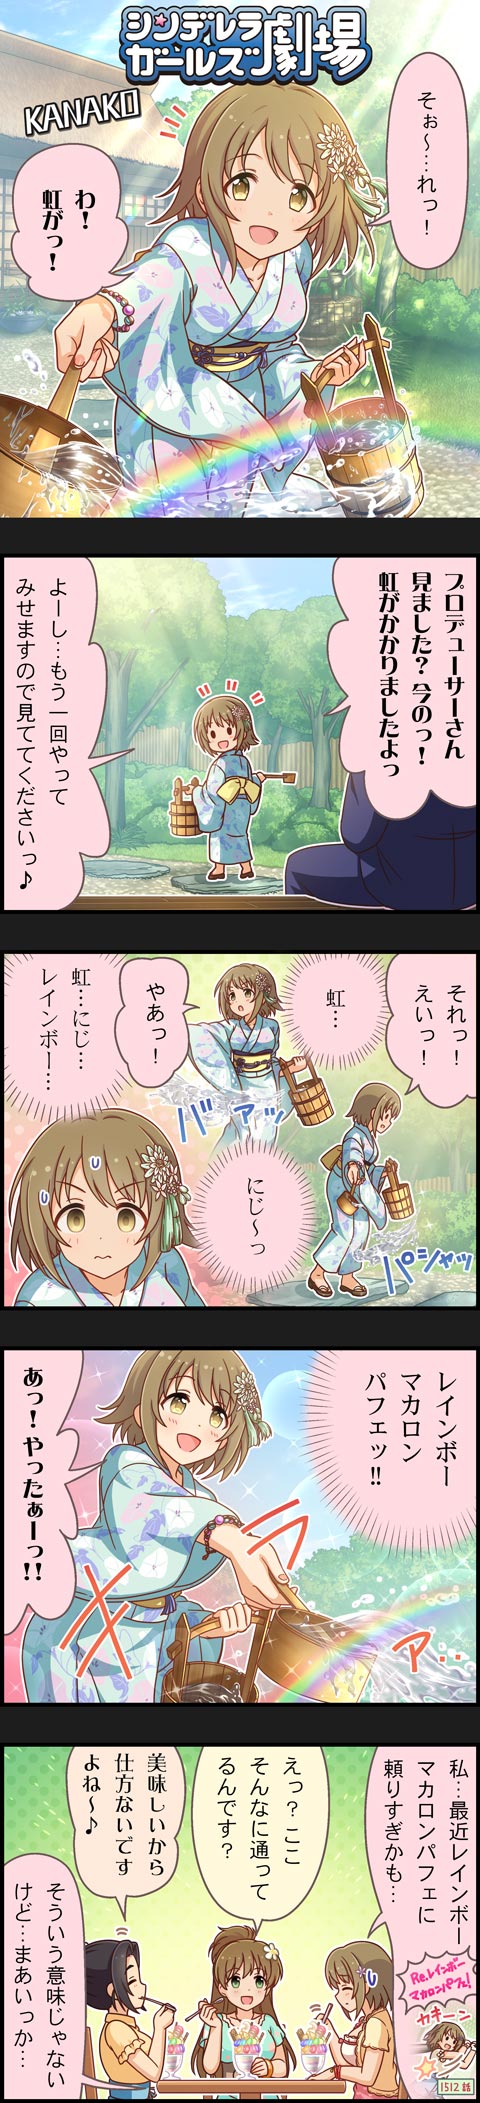 シンデレラ
ガールズ劇場
KANAKO
そぉ〜…れっ！
わ！
虹がっ！
プロデューサーさん
見ました？今のっ！
虹がかかりましたよっ
よーし…もう一回やって
みせますので見ててくださいっ♪
それっ！
えいっ！
虹…
やあっ！
虹…にじ…
レインボー…
バァッ
にじ〜っ
パシャッ
レインボー
マカロン
パフェッ!!
あっ！やったぁーっ!!
キラァ‥
私…最近レインボー
マカロンパフェに
頼りすぎかも…
えっ？ここ
そんなに通って
るんです？
美味しいから
仕方ないです
よね〜♪
そういう意味じゃない
けど…まあいっか…
Re,レインボー
マカロンパフェ!
カキーン
1512話